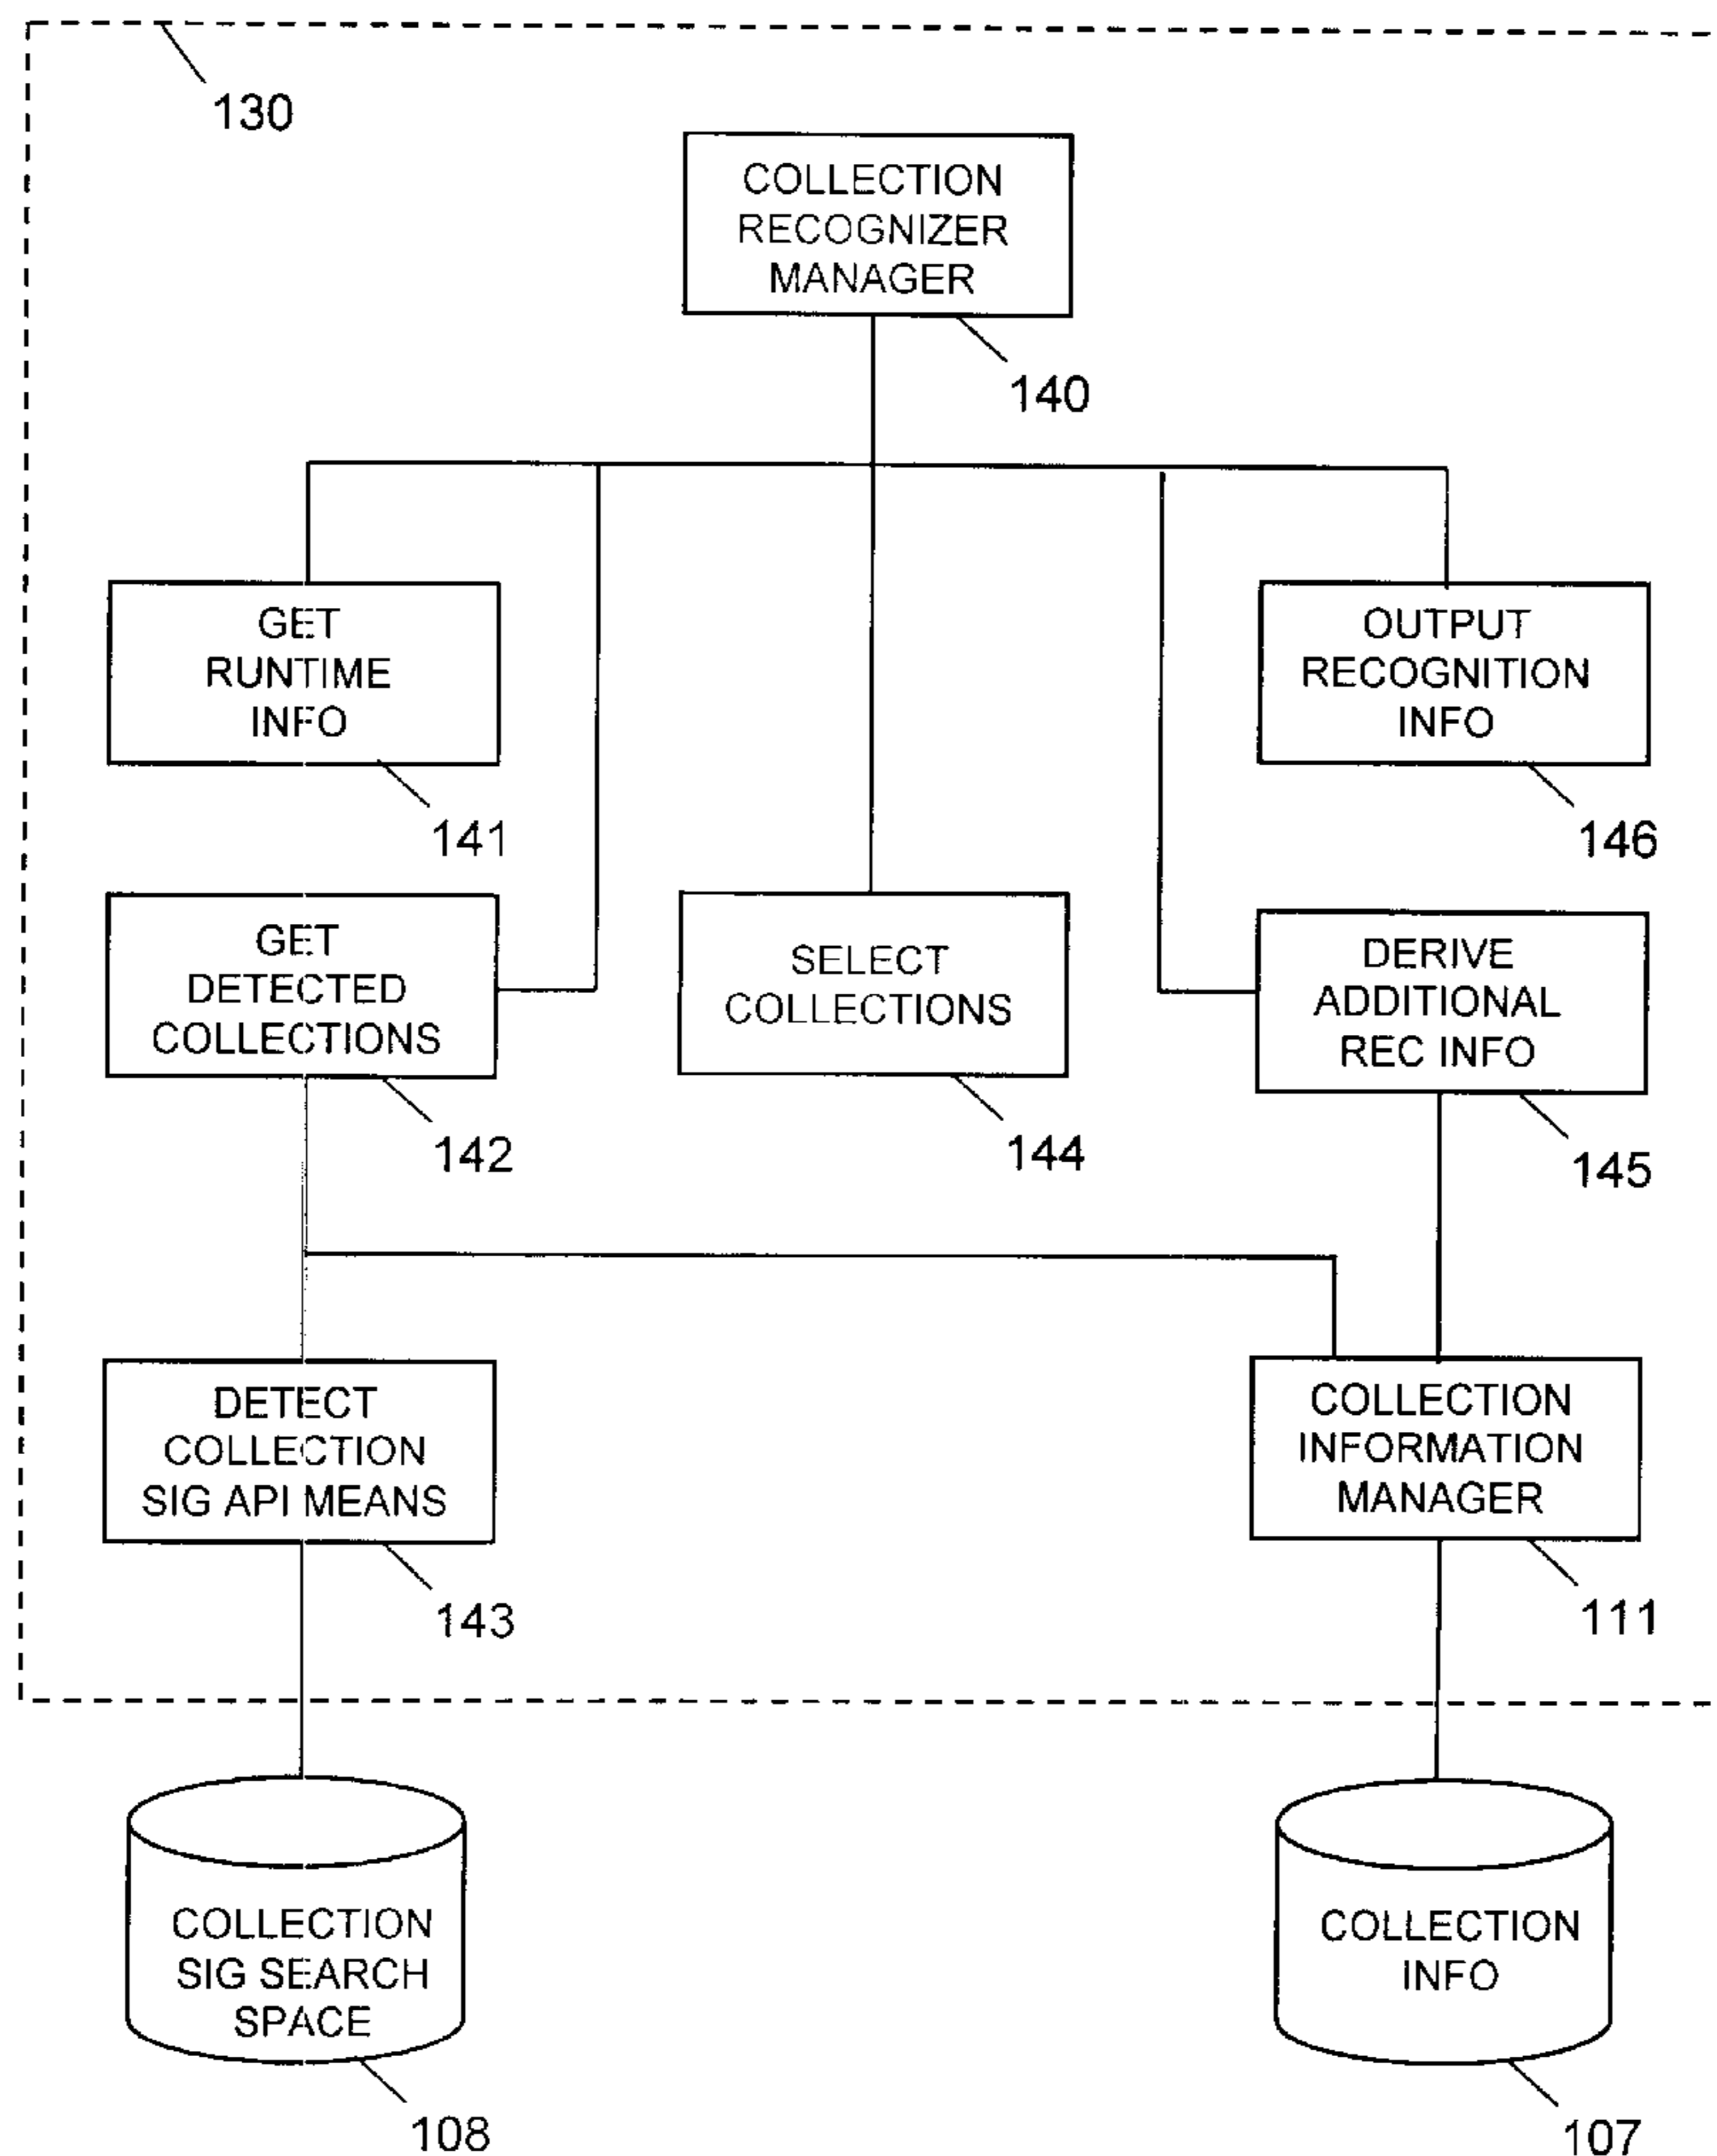 130
COLLECTION
RECOGNIZER
MANAGER
140
GET
RUNTIME
INFO
141
OUTPUT
RECOGNITION
INFO
146
GET
DETECTED
COLLECTIONS
142
SELECT
COLLECTIONS
144
DERIVE
ADDITIONAL
REC INFO
145
DETECT
COLLECTION
SIG API MEANS
143
COLLECTION
INFORMATION
MANAGER
111
COLLECTION
SIG SEARCH
SPACE
108
COLLECTION
INFO
107